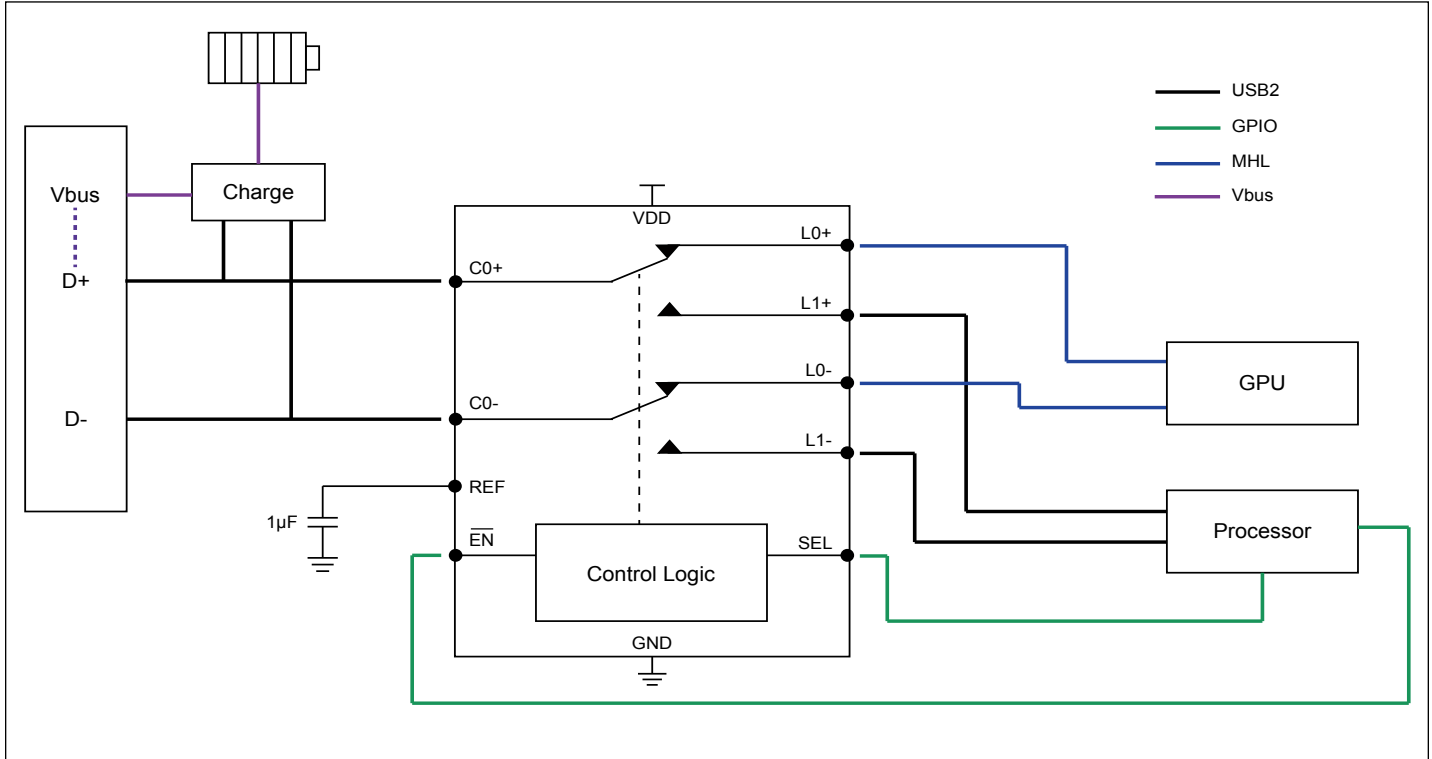 USB2
GPIO
MHL
Vbus
Vbus
Charge
D+
D-
VDD
C0+
L0+
L1+
C0-
L0-
L1-
REF
1µF
E̅N̅
SEL
Control Logic
GND
GPU
Processor